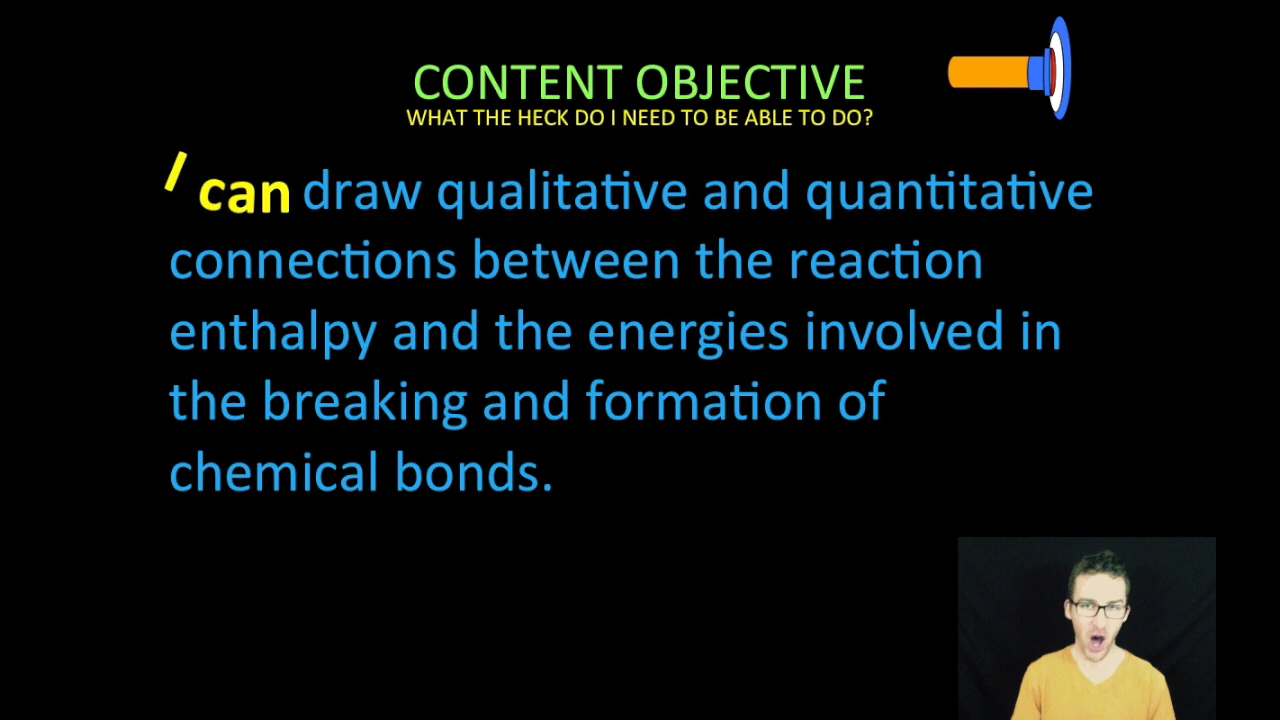 CONTENT OBJECTIVE
WHAT THE HECK DO I NEED TO BE ABLE TO DO?
I can draw qualitative and quantitative
connections between the reaction
enthalpy and the energies involved in
the breaking and formation of
chemical bonds.